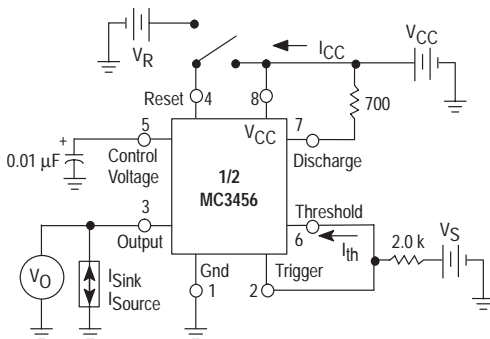 V_R
I_CC
V_CC
Reset 4
8
700
5
V_CC
7
+
0.01 μF
Control
Voltage
Discharge
1/2
MC3456
3
Threshold
Output
6
I_th
2.0 k
V_S
V_O
I_Sink
I_Source
Gnd
1
Trigger
2